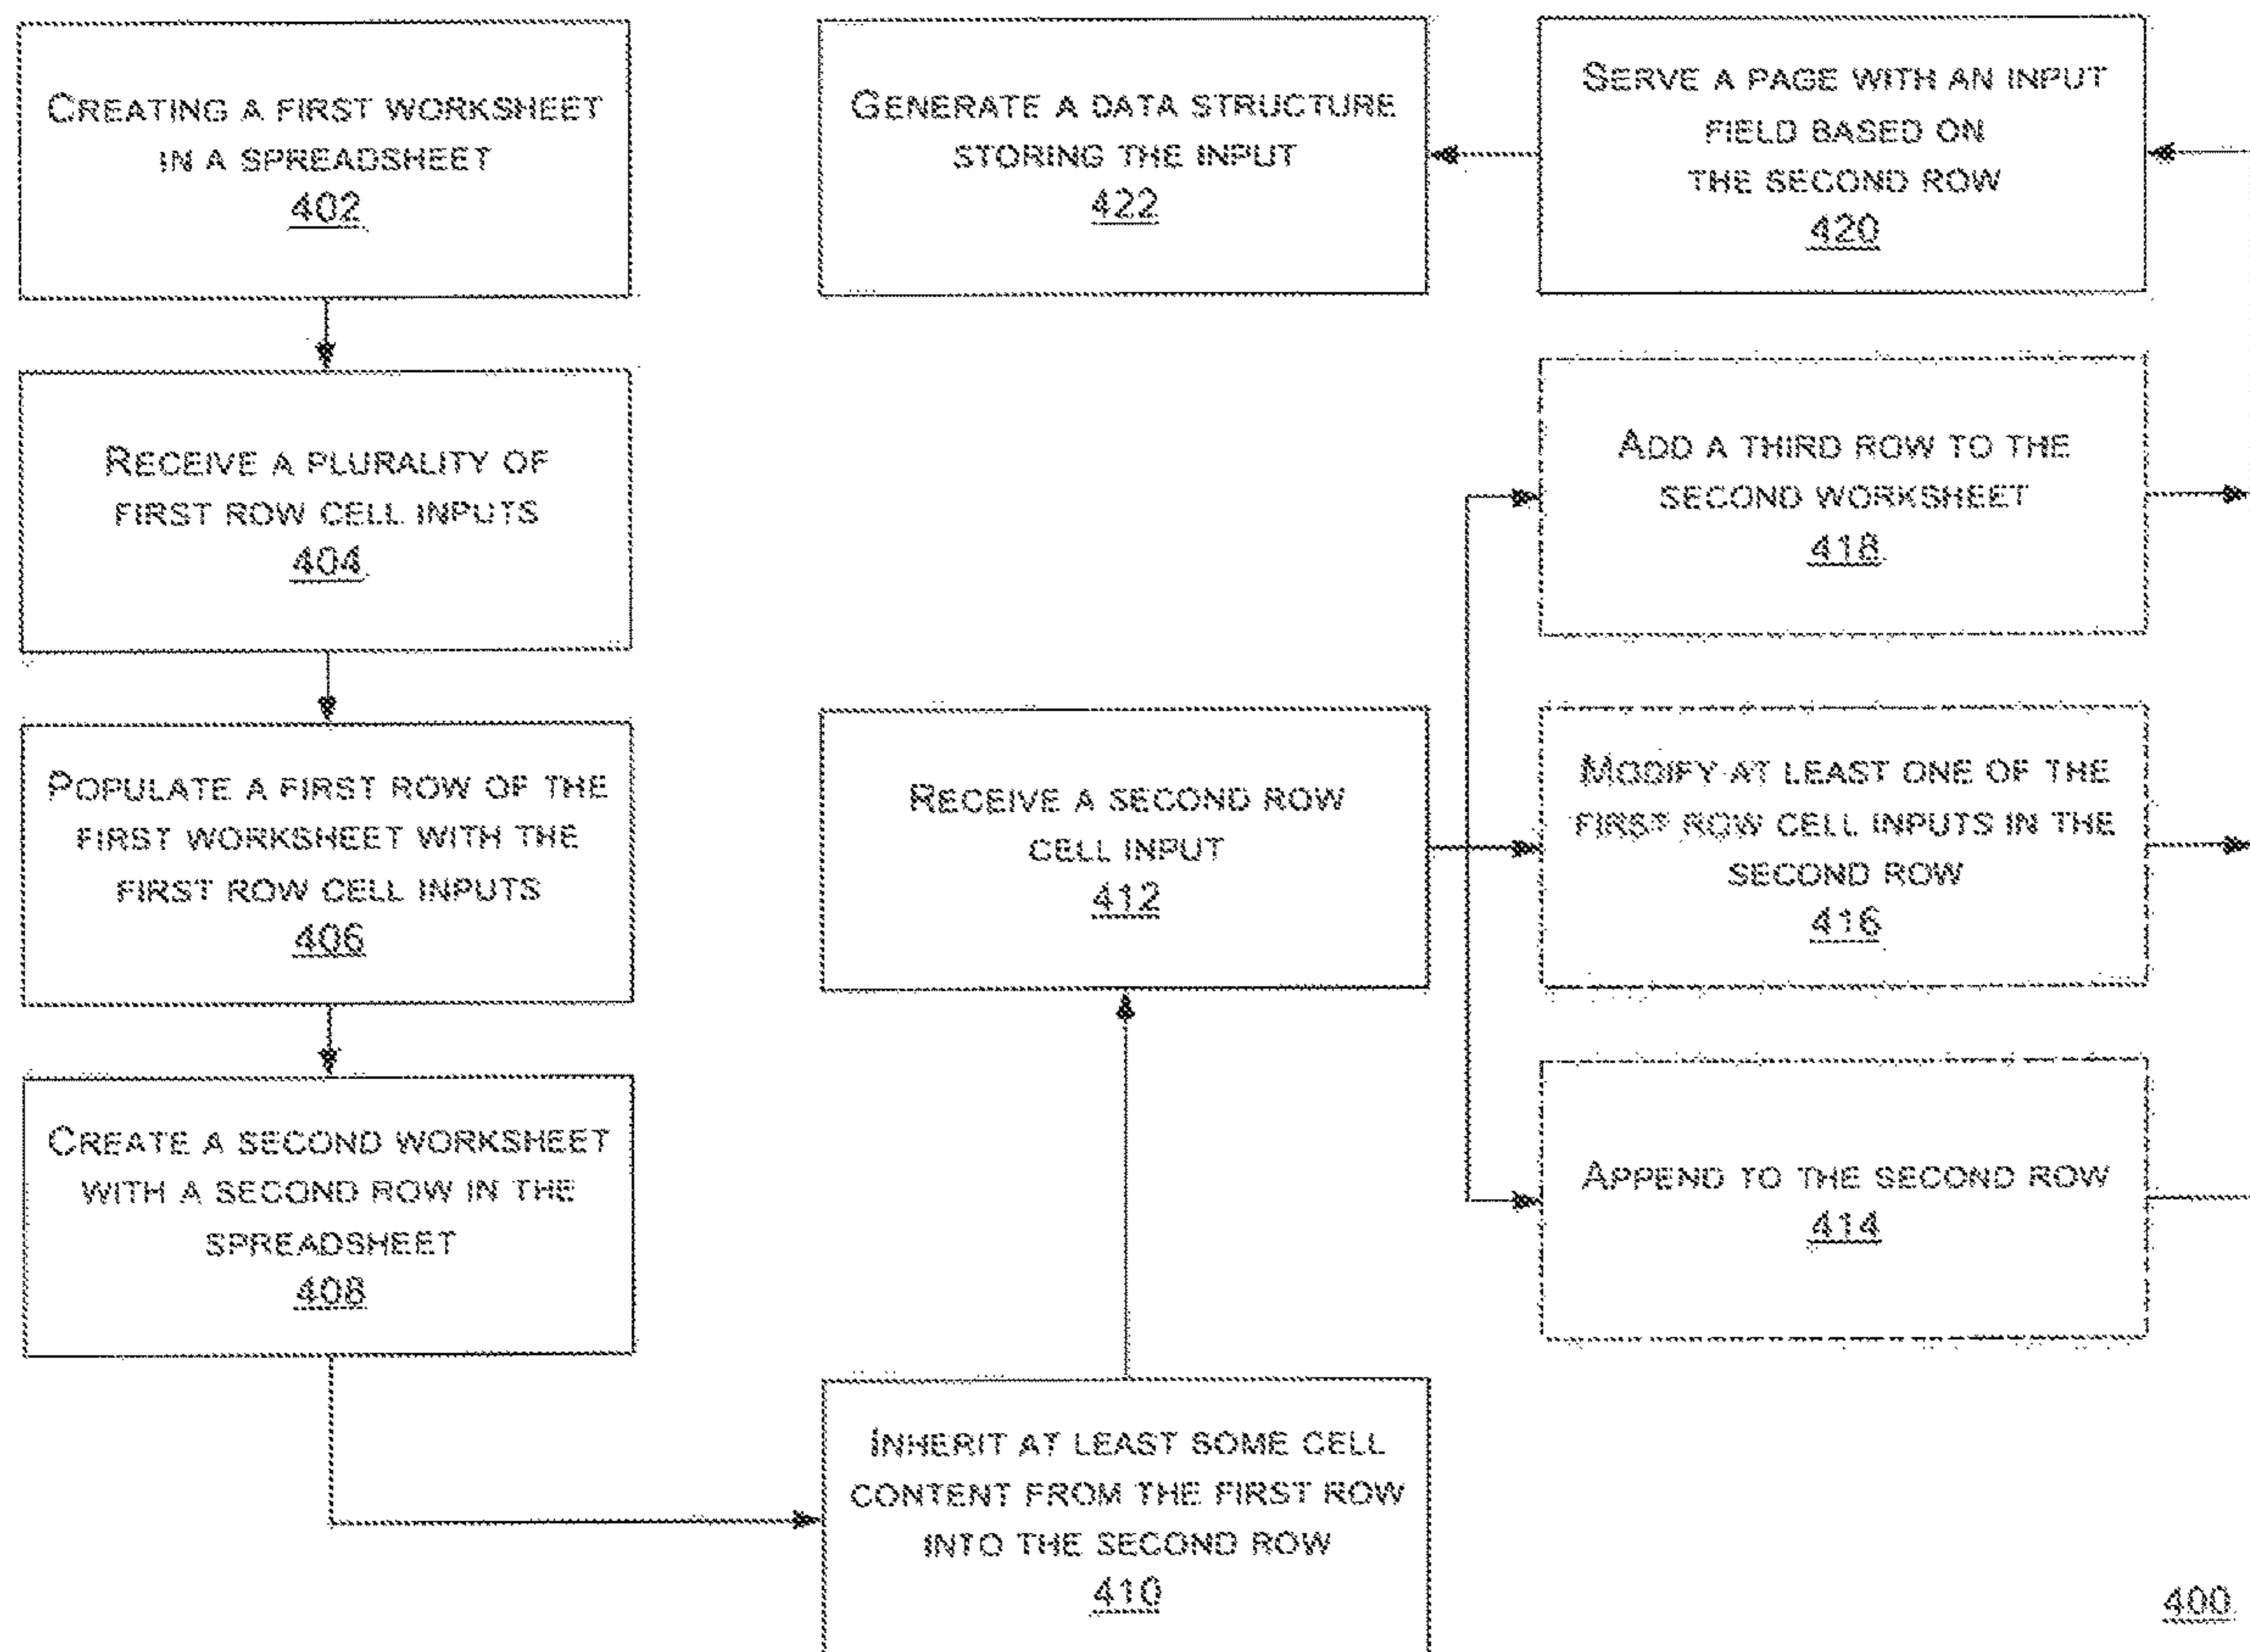 CREATING A FIRST WORKSHEET
IN A SPREADSHEET
402
RECEIVE A PLURALITY OF
FIRST ROW CELL INPUTS
404
POPULATE A FIRST ROW OF THE
FIRST WORKSHEET WITH THE
FIRST ROW CELL INPUTS
406
CREATE A SECOND WORKSHEET
WITH A SECOND ROW IN THE
SPREADSHEET
408
INHERIT AT LEAST SOME CELL
CONTENT FROM THE FIRST ROW
INTO THE SECOND ROW
410
RECEIVE A SECOND ROW
CELL INPUT
412
APPEND TO THE SECOND ROW
414
MODIFY AT LEAST ONE OF THE
FIRST ROW CELL INPUTS IN THE
SECOND ROW
416
ADD A THIRD ROW TO THE
SECOND WORKSHEET
418
SERVE A PAGE WITH AN INPUT
FIELD BASED ON
THE SECOND ROW
420
GENERATE A DATA STRUCTURE
STORING THE INPUT
422
400